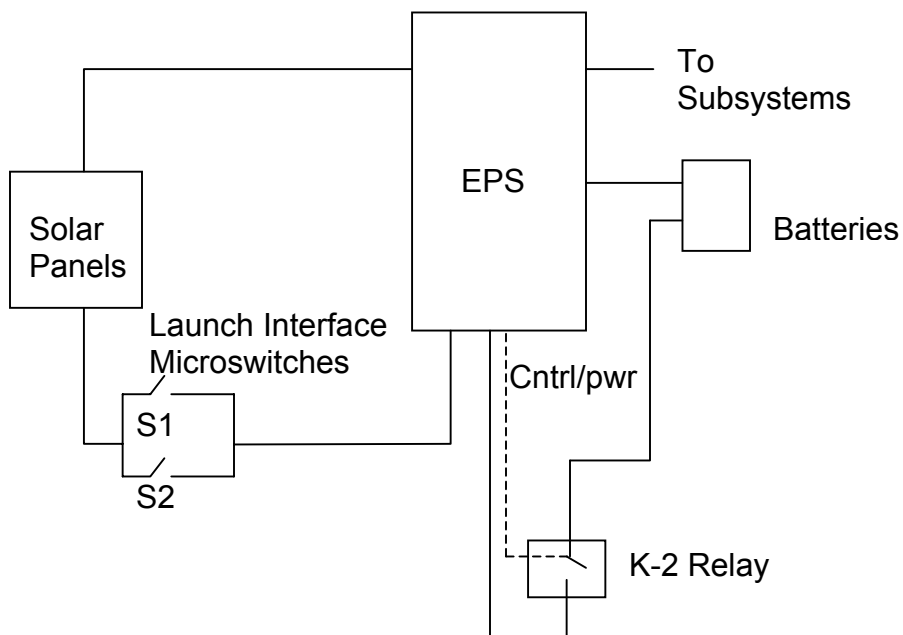 To
Subsystems
EPS
Solar
Panels
Batteries
Launch Interface
Microswitches
Cntrl/pwr
S1
S2
K-2 Relay